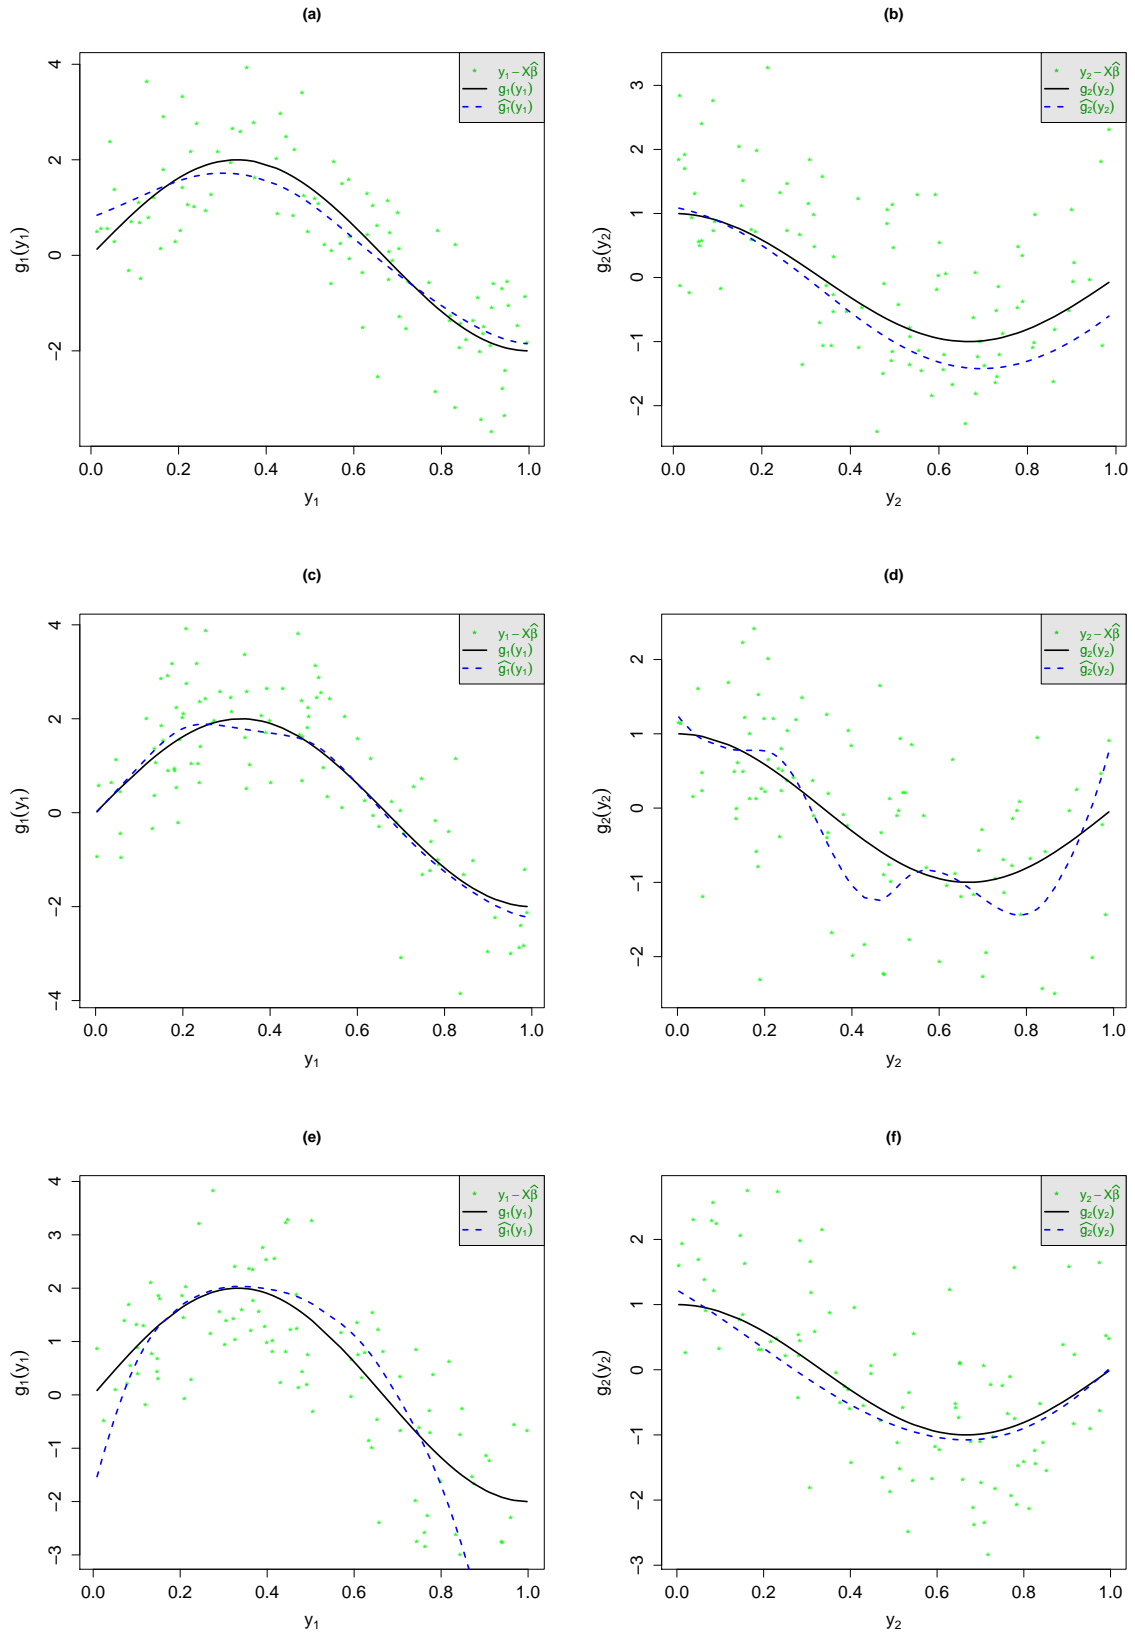 (a)
4
2
0
−2
g₁(y₁)
0.0 0.2 0.4 0.6 0.8 1.0
y₁
y₁ − Xβ̂
g₁(y₁)
ĝ₁(y₁)
(b)
3
2
1
0
−1
−2
g₂(y₂)
0.0 0.2 0.4 0.6 0.8 1.0
y₂
y₂ − Xβ̂
g₂(y₂)
ĝ₂(y₂)
(c)
4
2
0
−2
−4
g₁(y₁)
0.0 0.2 0.4 0.6 0.8 1.0
y₁
y₁ − Xβ̂
g₁(y₁)
ĝ₁(y₁)
(d)
2
1
0
−1
−2
g₂(y₂)
0.0 0.2 0.4 0.6 0.8 1.0
y₂
y₂ − Xβ̂
g₂(y₂)
ĝ₂(y₂)
(e)
4
3
2
1
0
−1
−2
−3
g₁(y₁)
0.0 0.2 0.4 0.6 0.8 1.0
y₁
y₁ − Xβ̂
g₁(y₁)
ĝ₁(y₁)
(f)
2
1
0
−1
−2
−3
g₂(y₂)
0.0 0.2 0.4 0.6 0.8 1.0
y₂
y₂ − Xβ̂
g₂(y₂)
ĝ₂(y₂)